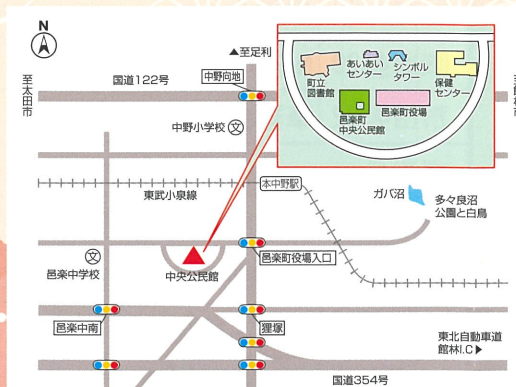 N
▲至足利
至太田市
国道122号
中野向地
あいあい
センター
シンボル
タワー
町立
図書館
保健
センター
邑楽町
中央公民館
邑楽町役場
中野小学校
文
東武小泉線
本中野駅
ガバ沼
多々良沼
公園と白鳥
文
邑楽中学校
中央公民館
邑楽町役場入口
邑楽中南
狸塚
東北自動車道
館林I.C▶
国道354号